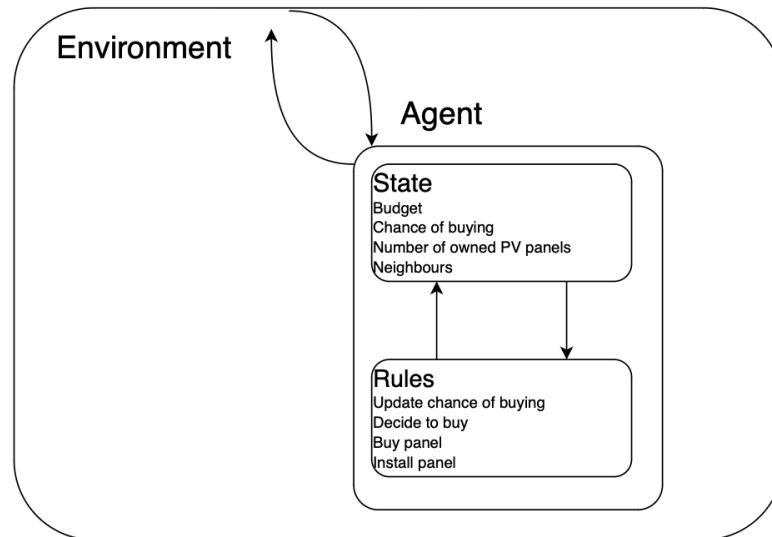 Environment
Agent
State
Budget
Chance of buying
Number of owned PV panels
Neighbours
Rules
Update chance of buying
Decide to buy
Buy panel
Install panel